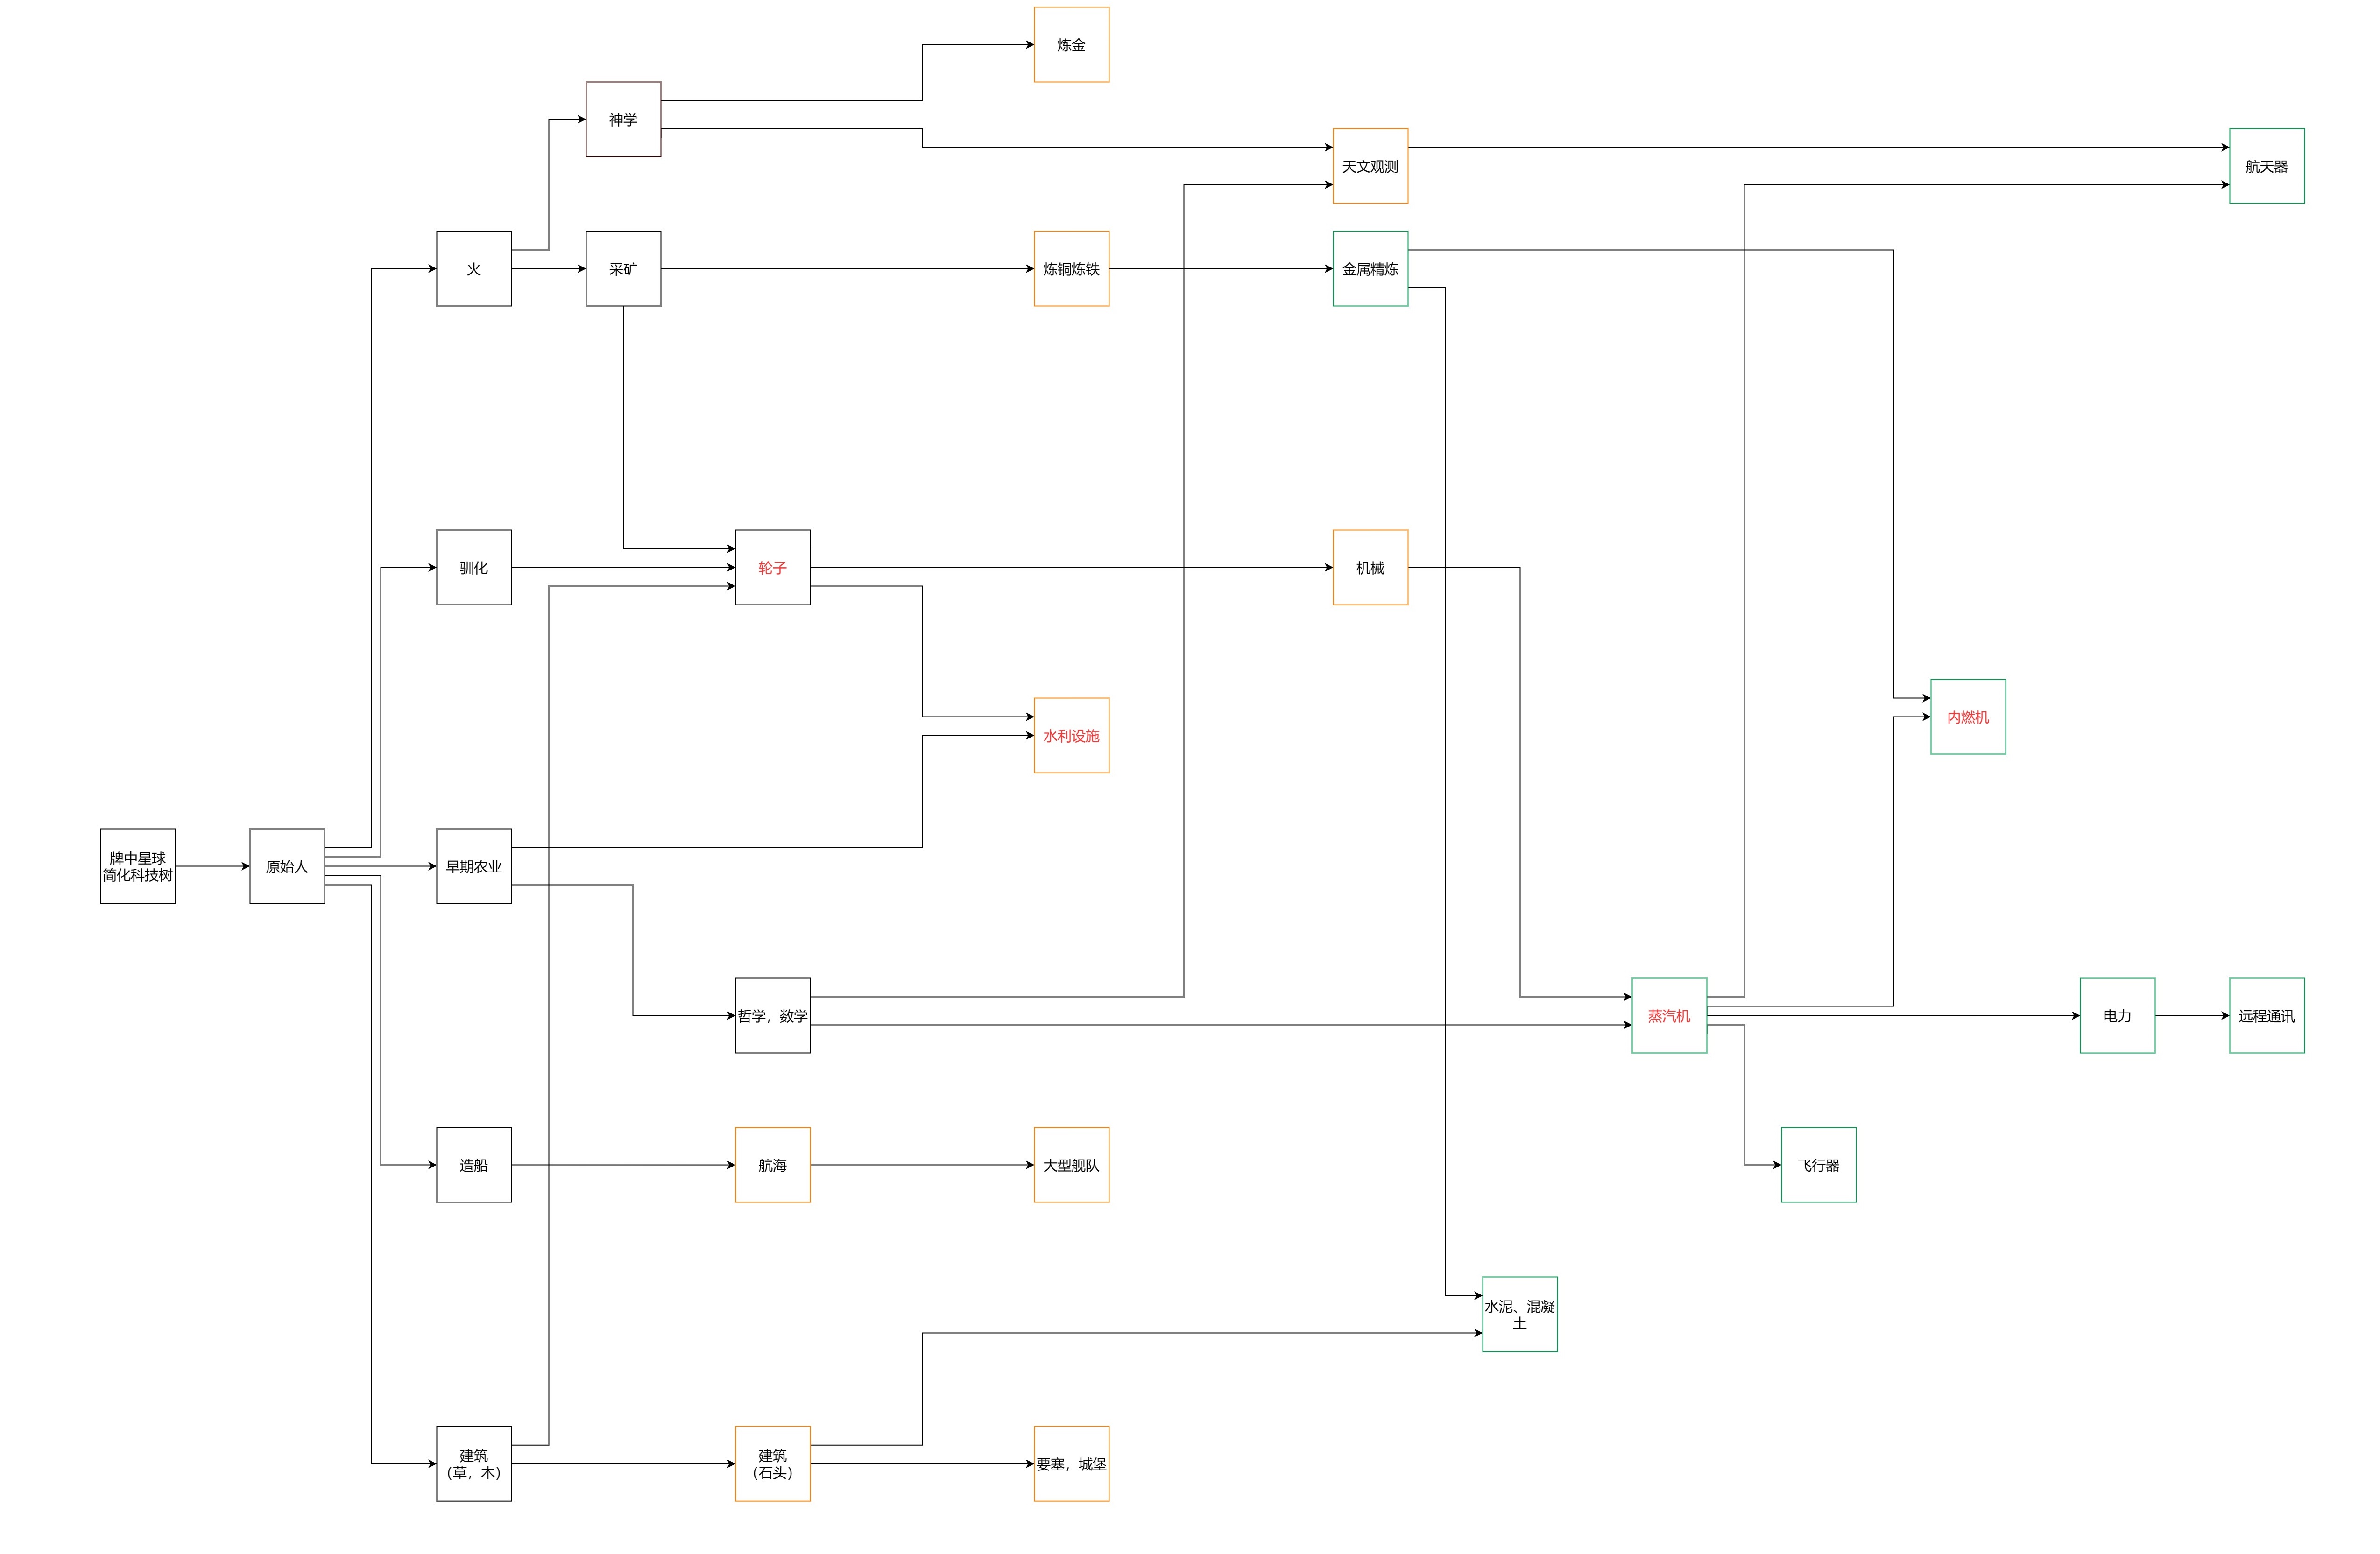 炼金
神学
天文观测
航天器
火
采矿
炼铜炼铁
金属精炼
驯化
轮子
机械
内燃机
水利设施
牌中星球
简化科技树
原始人
早期农业
哲学，数学
蒸汽机
电力
远程通讯
造船
航海
大型舰队
飞行器
水泥、混凝
土
建筑
（草，木）
建筑
（石头）
要塞，城堡